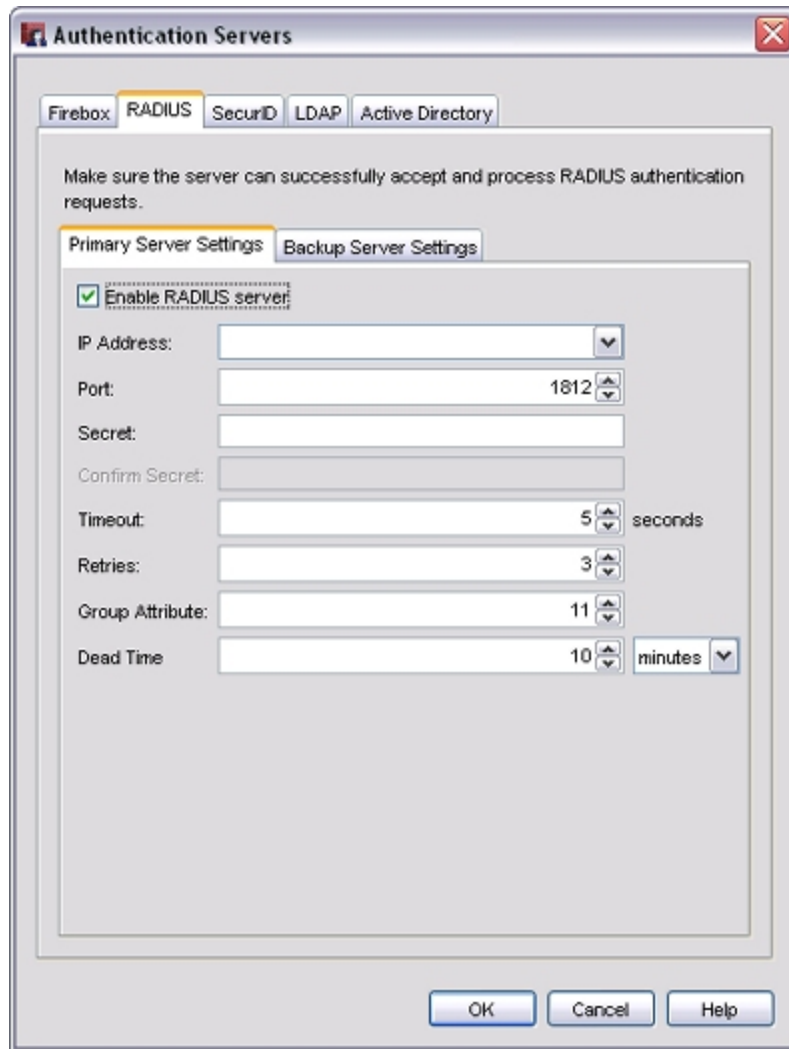 Authentication Servers
Firebox RADIUS SecurID LDAP Active Directory
Make sure the server can successfully accept and process RADIUS authentication
requests.
Primary Server Settings Backup Server Settings
Enable RADIUS server
IP Address:
Port: 1812
Secret:
Confirm Secret:
Timeout: 5 seconds
Retries: 3
Group Attribute: 11
Dead Time 10 minutes
OK Cancel Help